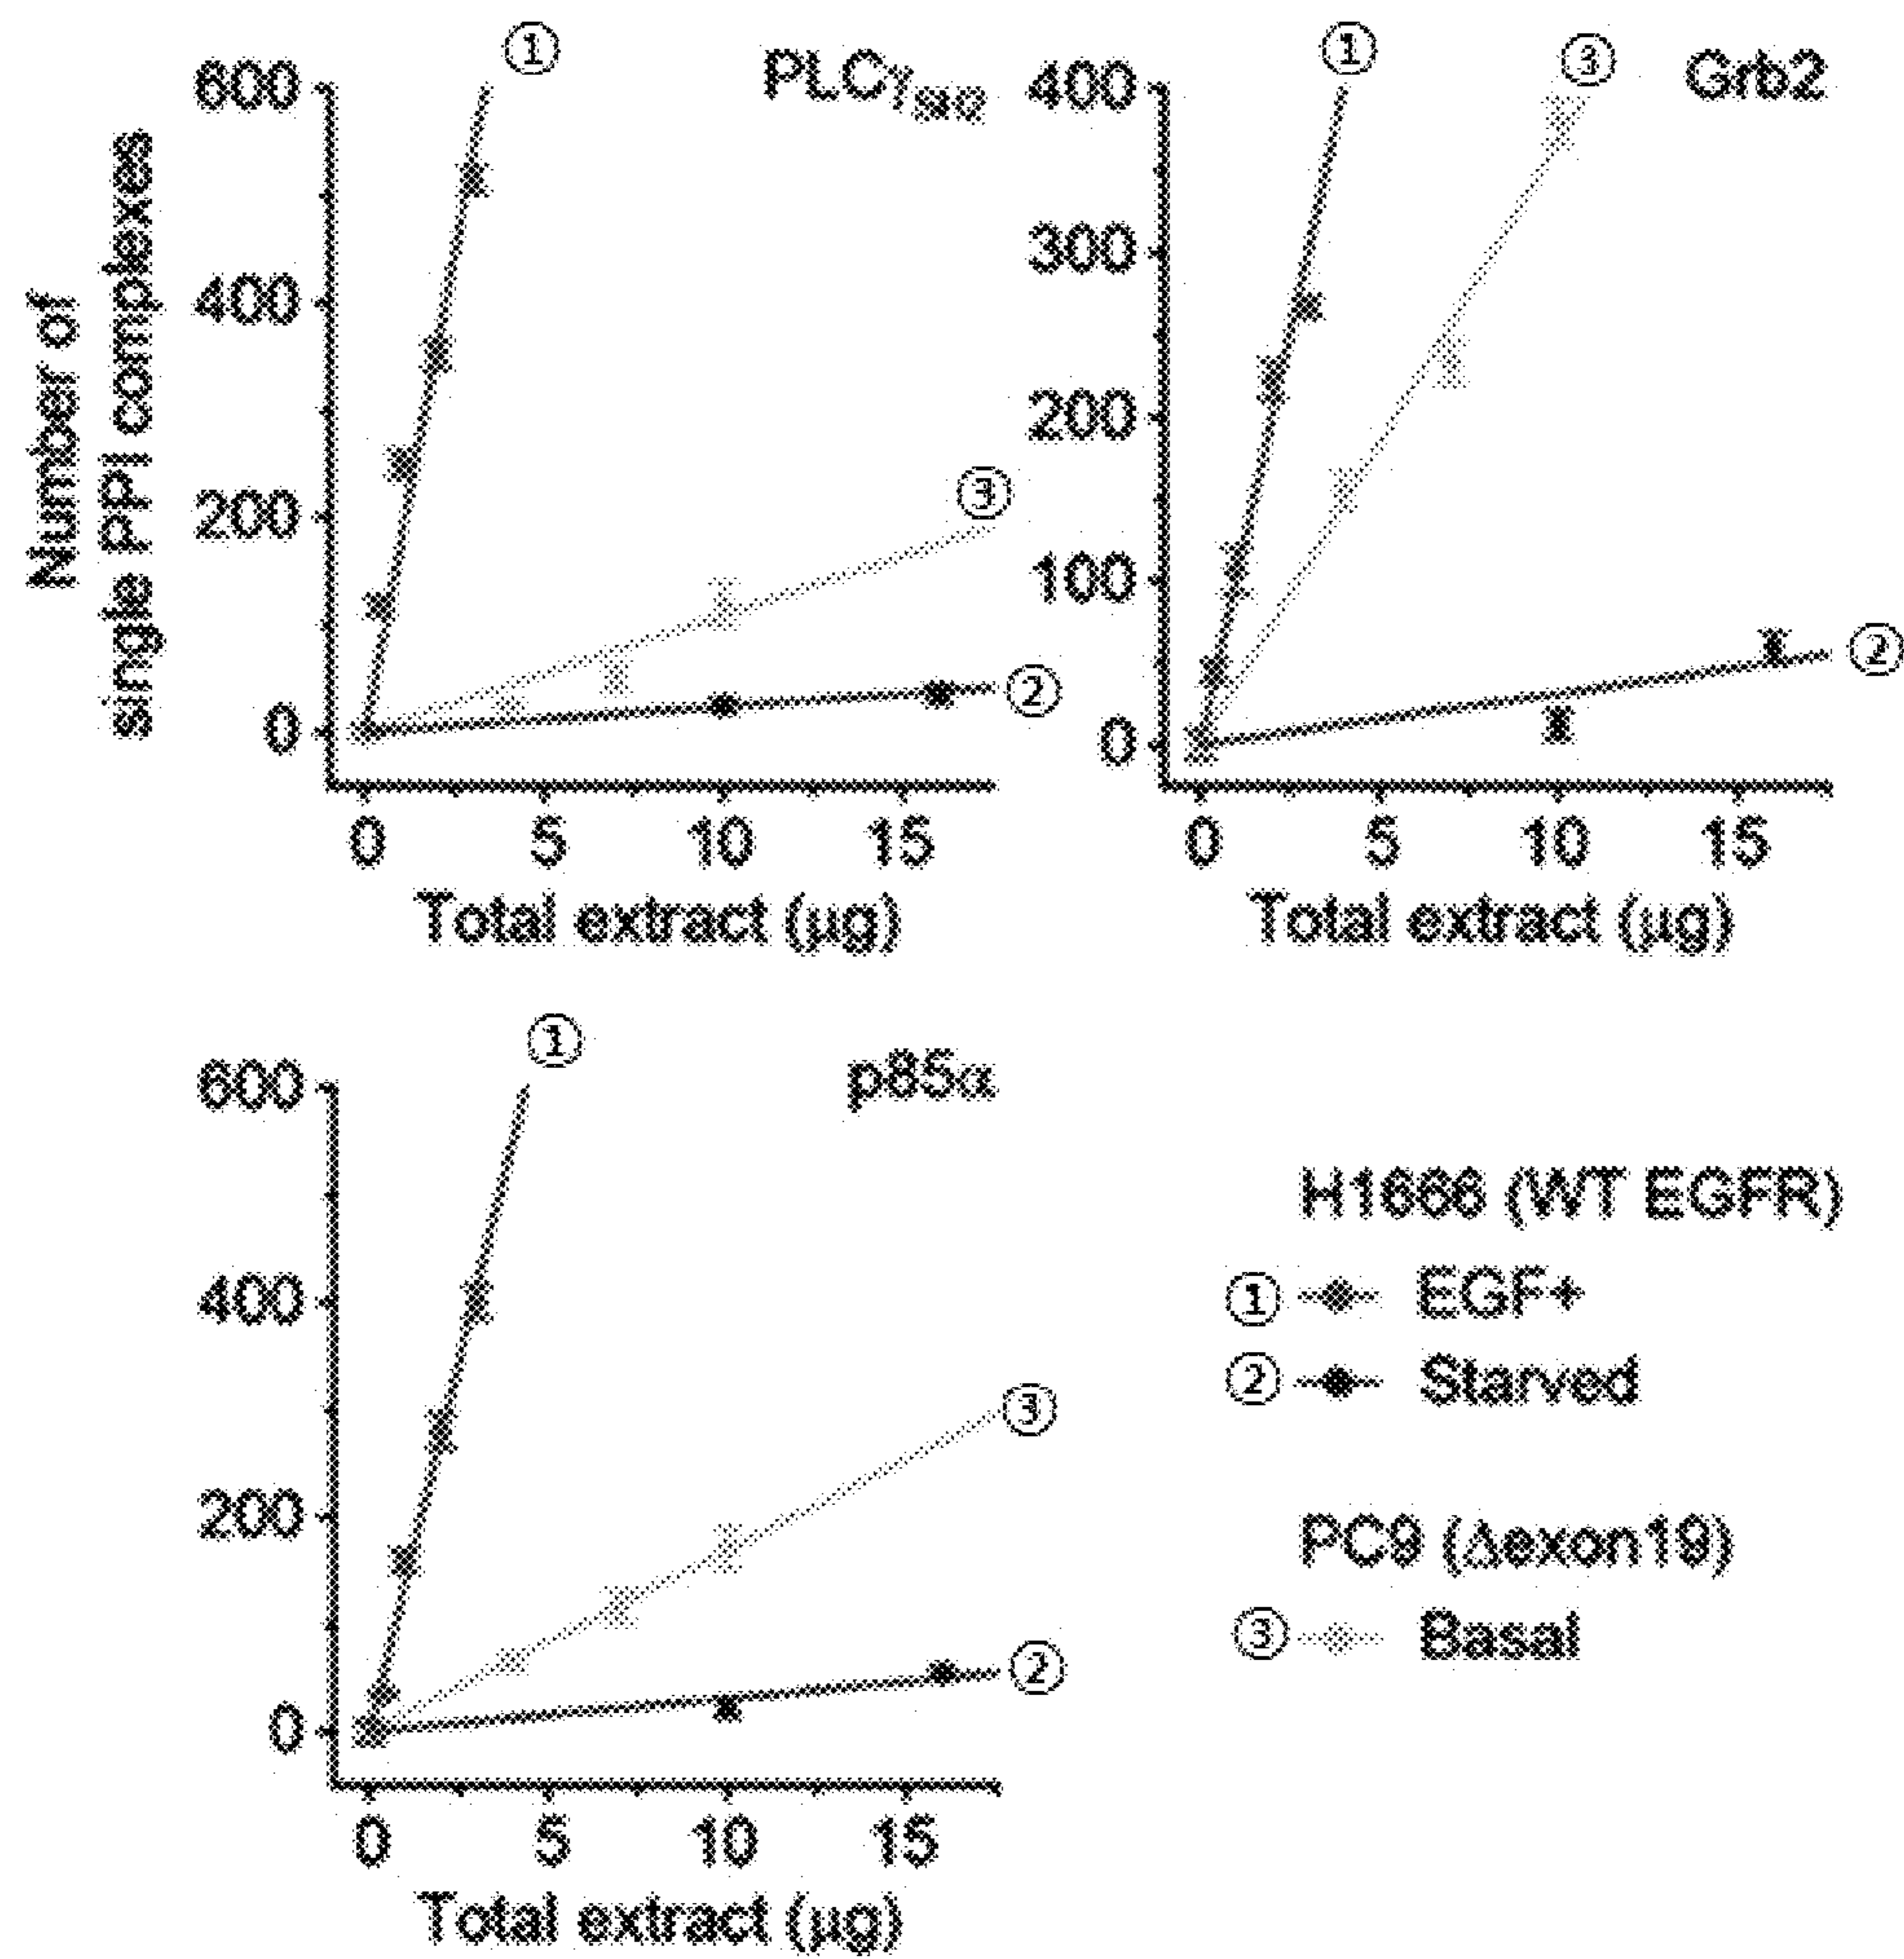 Number of
single PPI complexes
600
400
200
0
①
PLCγSH2
③
②
0
5
10
15
Total extract (μg)
400
300
200
100
0
①
③
Grb2
②
0
5
10
15
Total extract (μg)
600
400
200
0
①
p85α
③
②
0
5
10
15
Total extract (μg)
H1666 (WT EGFR)
① EGF+
② Starved
PC9 (Δexon19)
③ Basal